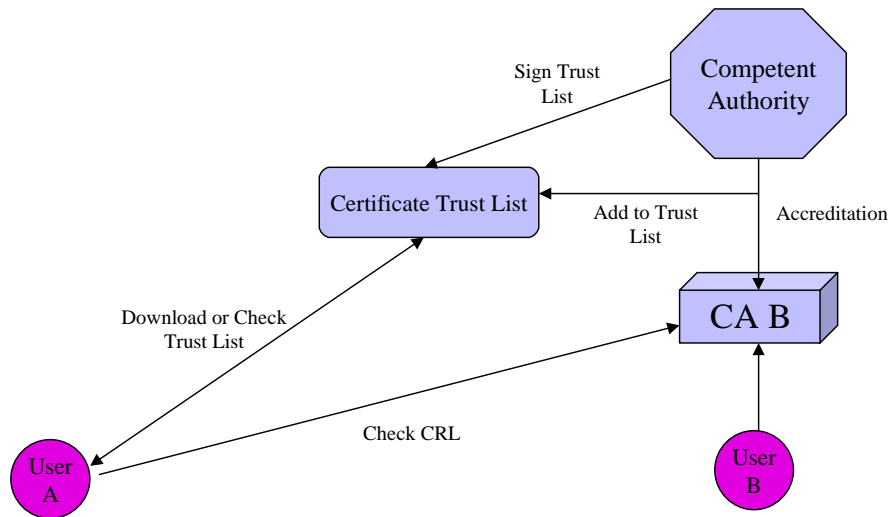 Sign Trust
List
Competent
Authority
Certificate Trust List
Add to Trust
List
Accreditation
CA B
Download or Check
Trust List
Check CRL
User
A
User
B